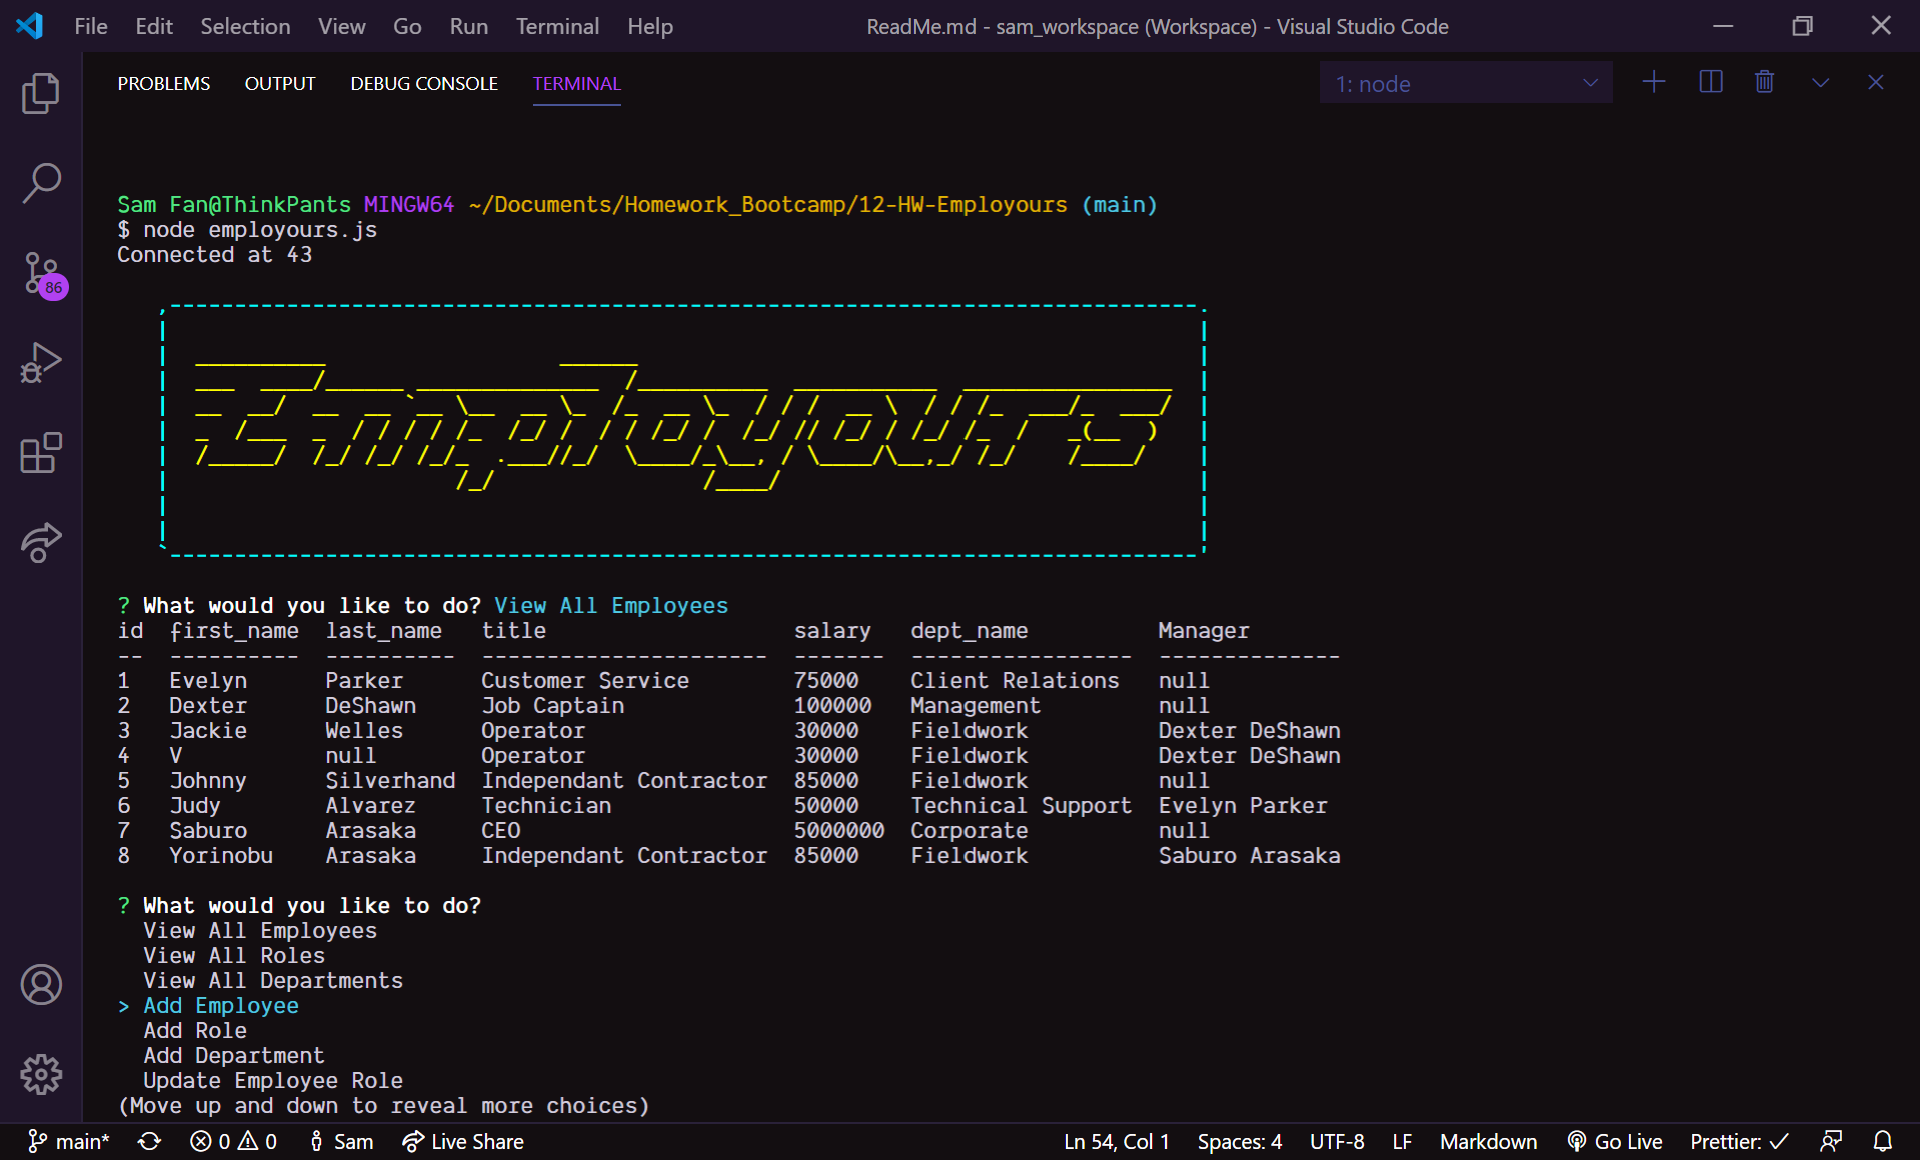 File Edit Selection View Go Run Terminal Help ReadMe.md - sam_workspace (Workspace) - Visual Studio Code
PROBLEMS OUTPUT DEBUG CONSOLE TERMINAL 1: node
86
Sam Fan@ThinkPants MINGW64 ~/Documents/Homework_Bootcamp/12-HW-Employours (main)
$ node employours.js
Connected at 43
Employours
? What would you like to do? View All Employees
id first_name last_name title salary dept_name Manager
-- ---------- ---------- ---------------------- ------- ----------------- --------------
1 Evelyn Parker Customer Service 75000 Client Relations null
2 Dexter DeShawn Job Captain 100000 Management null
3 Jackie Welles Operator 30000 Fieldwork Dexter DeShawn
4 V null Operator 30000 Fieldwork Dexter DeShawn
5 Johnny Silverhand Independant Contractor 85000 Fieldwork null
6 Judy Alvarez Technician 50000 Technical Support Evelyn Parker
7 Saburo Arasaka CEO 5000000 Corporate null
8 Yorinobu Arasaka Independant Contractor 85000 Fieldwork Saburo Arasaka
? What would you like to do?
View All Employees
View All Roles
View All Departments
> Add Employee
Add Role
Add Department
Update Employee Role
(Move up and down to reveal more choices)
main* 0 0 Sam Live Share Ln 54, Col 1 Spaces: 4 UTF-8 LF Markdown Go Live Prettier: ✓